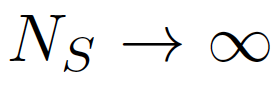 N_S → ∞